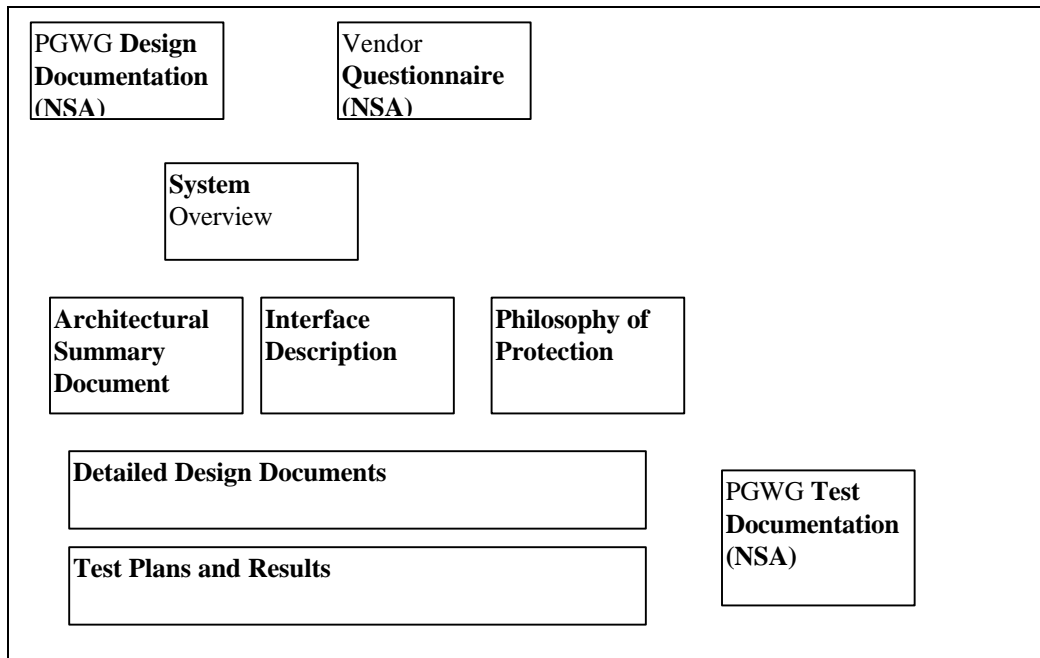 PGWG Design
Documentation
(NSA)
Vendor
Questionnaire
(NSA)
System
Overview
Architectural
Summary
Document
Interface
Description
Philosophy of
Protection
Detailed Design Documents
PGWG Test
Documentation
(NSA)
Test Plans and Results